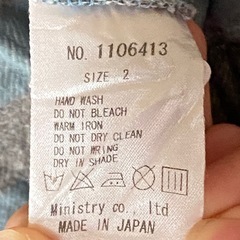 NO. 1106413
SIZE 2
HAND WASH
DO NOT BLEACH
WARM IRON
DO NOT DRY CLEAN
DO NOT WRING
DRY IN SHADE
Ministry co., ltd
MADE IN JAPAN